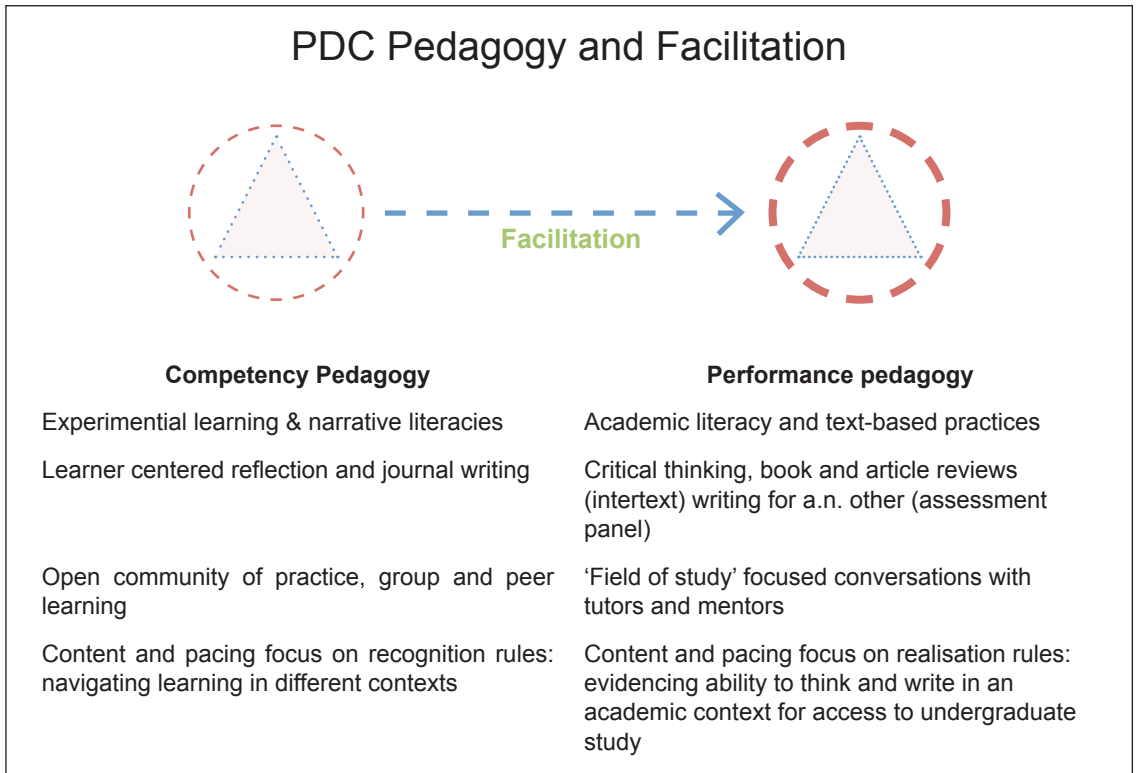 PDC Pedagogy and Facilitation
Facilitation
Competency Pedagogy
Experimential learning & narrative literacies
Learner centered reflection and journal writing
Open community of practice, group and peer
learning
Content and pacing focus on recognition rules:
navigating learning in different contexts
Performance pedagogy
Academic literacy and text-based practices
Critical thinking, book and article reviews
(intertext) writing for a.n. other (assessment
panel)
‘Field of study’ focused conversations with
tutors and mentors
Content and pacing focus on realisation rules:
evidencing ability to think and write in an
academic context for access to undergraduate
study